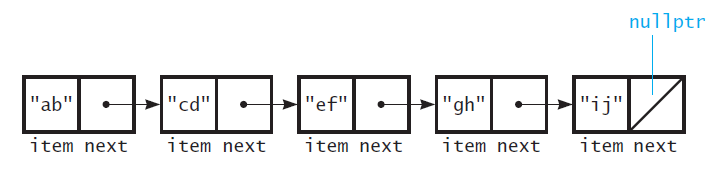 nullptr
"ab" "cd" "ef" "gh" "ij"
item next item next item next item next item next